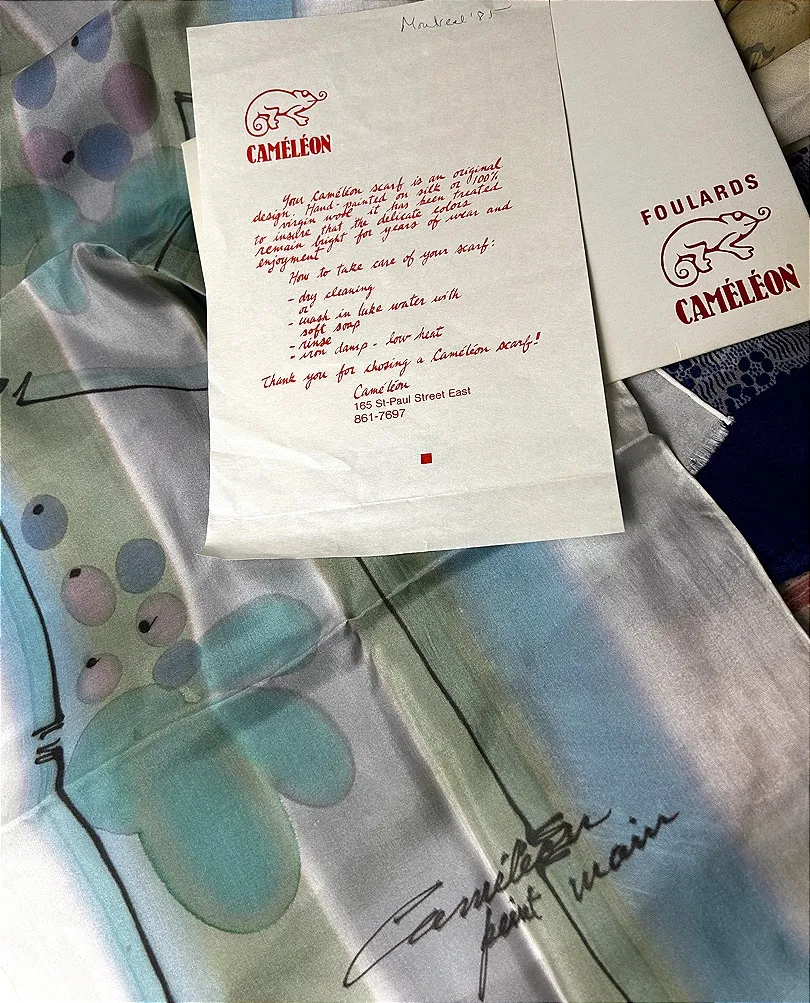 Montreal '85
CAMÉLÉON
Your Caméléon scarf is an original
design. Hand-painted on silk or 100%
virgin wool it has been treated
to insure that the delicate colors
remain bright for years of wear and
enjoyment
How to take care of your scarf:
- dry cleaning
or
- wash in luke water with
soft soap
- rinse
- iron damp - low heat
Thank you for chosing a Caméléon scarf!
Caméléon
165 St-Paul Street East
861-7697
FOULARDS
CAMÉLÉON
Caméléon
peint main